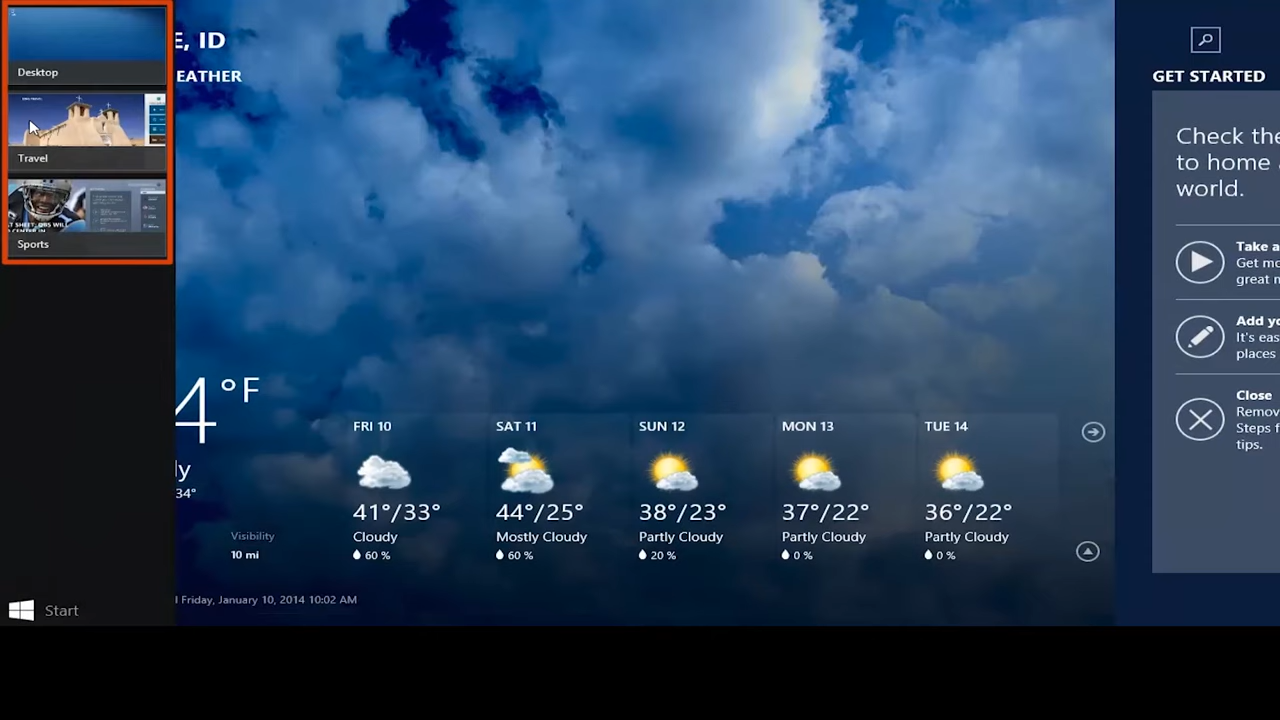 E, ID
EATHER
Desktop
Travel
Sports
4°F
ly
34°
Visibility
10 mi
FRI 10
41°/33°
Cloudy
60 %
SAT 11
44°/25°
Mostly Cloudy
60 %
SUN 12
38°/23°
Partly Cloudy
20 %
MON 13
37°/22°
Partly Cloudy
0 %
TUE 14
36°/22°
Partly Cloudy
0 %
Friday, January 10, 2014 10:02 AM
Start
GET STARTED
Check the
to home
world.
Take a
Get mo
great m
Add yo
It's eas
places
Close
Remov
Steps f
tips.